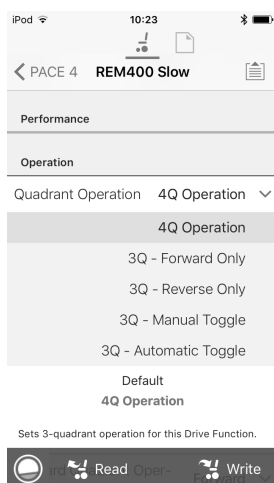 iPod 10:23
PACE 4 REM400 Slow
Performance
Operation
Quadrant Operation 4Q Operation
4Q Operation
3Q - Forward Only
3Q - Reverse Only
3Q - Manual Toggle
3Q - Automatic Toggle
Default
4Q Operation
Sets 3-quadrant operation for this Drive Function.
Read Write